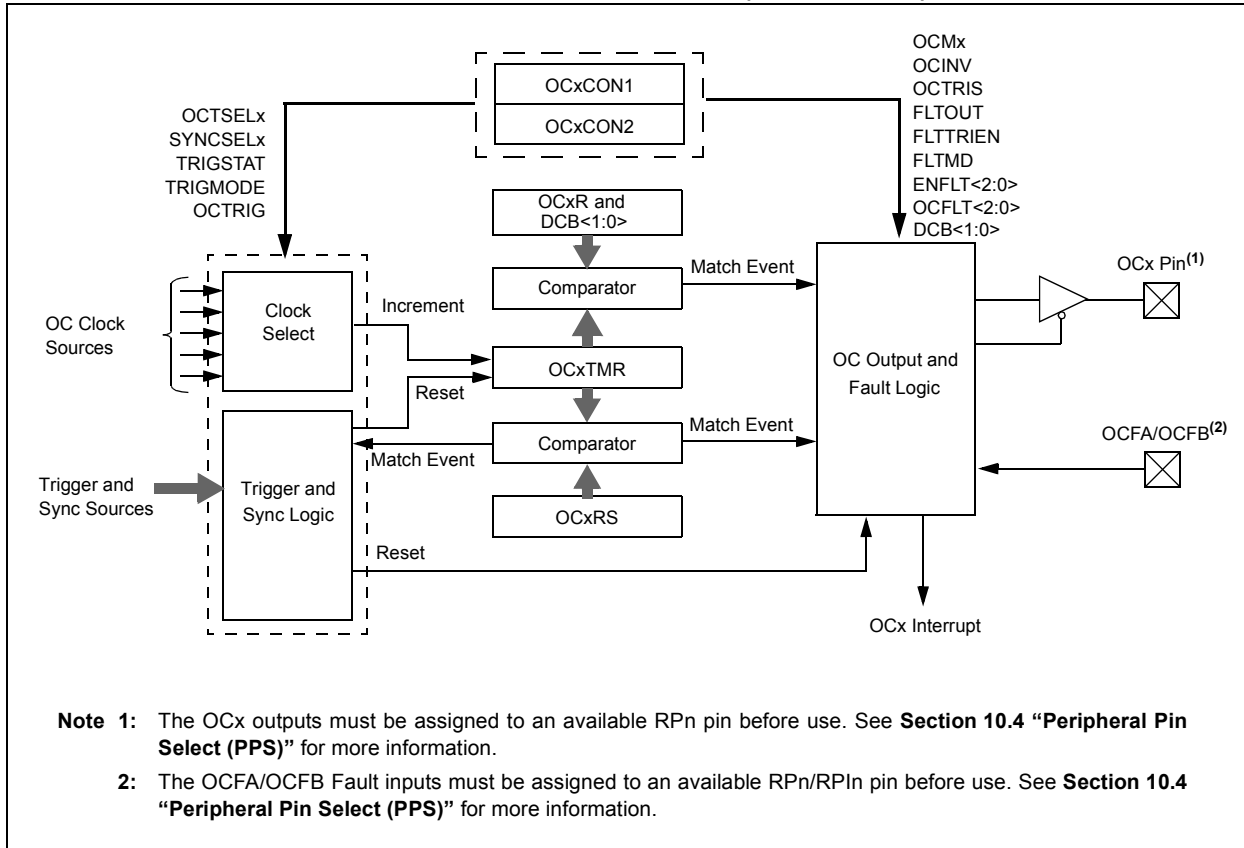 OCxCON1
OCxCON2
OCTSELx
SYNCSELx
TRIGSTAT
TRIGMODE
OCTRIG
OCMx
OCINV
OCTRIS
FLTOUT
FLTTRIEN
FLTMD
ENFLT<2:0>
OCFLT<2:0>
DCB<1:0>
OCxR and
DCB<1:0>
Match Event
OCx Pin(1)
Comparator
Increment
Clock
Select
OC Clock
Sources
OCxTMR
OC Output and
Fault Logic
Reset
Match Event
OCFA/OCFB(2)
Comparator
Match Event
Trigger and
Sync Sources
Trigger and
Sync Logic
OCxRS
Reset
OCx Interrupt
Note 1: The OCx outputs must be assigned to an available RPn pin before use. See Section 10.4 “Peripheral Pin
Select (PPS)” for more information.
2: The OCFA/OCFB Fault inputs must be assigned to an available RPn/RPIn pin before use. See Section 10.4
“Peripheral Pin Select (PPS)” for more information.